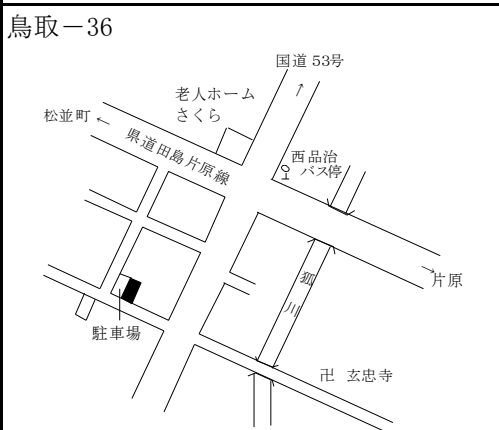 鳥取－36
国道 53号
↑
老人ホーム
さくら
松並町 ←
県道田島片原線
西品治
バス停
→
片原
狐川
駐車場
卍 玄忠寺